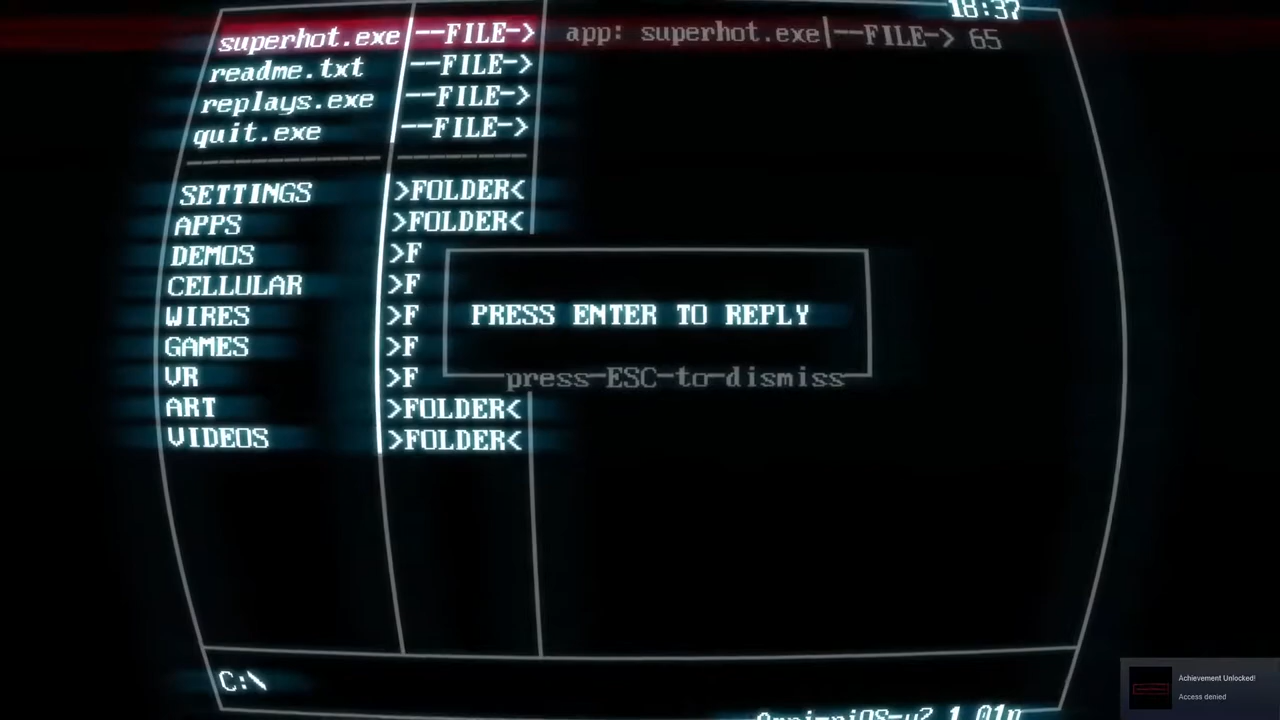 18:37
superhot.exe --FILE-> app: superhot.exe --FILE-> 65
readme.txt --FILE->
replays.exe --FILE->
quit.exe --FILE->
SETTINGS >FOLDER<
APPS >FOLDER<
DEMOS >F
CELLULAR >F
WIRES >F
PRESS ENTER TO REPLY
GAMES >F
VR >F
press ESC to dismiss
ART >FOLDER<
VIDEOS >FOLDER<
C:\
Achievement Unlocked!
Access denied